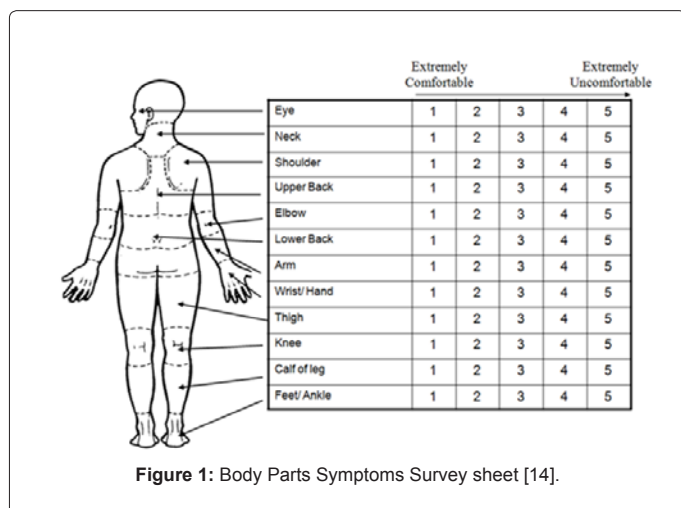 Extremely Comfortable
Extremely Uncomfortable
Eye 1 2 3 4 5
Neck 1 2 3 4 5
Shoulder 1 2 3 4 5
Upper Back 1 2 3 4 5
Elbow 1 2 3 4 5
Lower Back 1 2 3 4 5
Arm 1 2 3 4 5
Wrist/ Hand 1 2 3 4 5
Thigh 1 2 3 4 5
Knee 1 2 3 4 5
Calf of leg 1 2 3 4 5
Feet/ Ankle 1 2 3 4 5
Figure 1: Body Parts Symptoms Survey sheet [14].